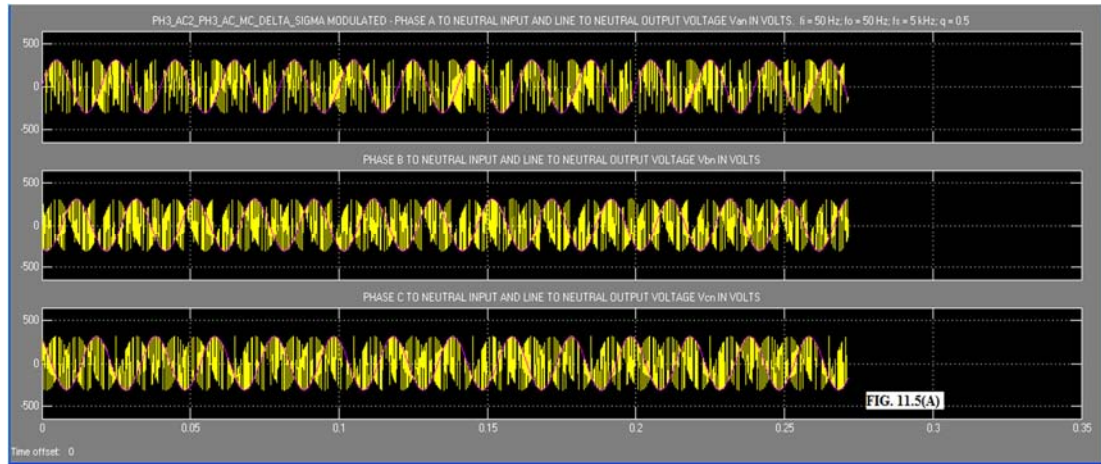 PH3_AC2_PH3_AC_MC_DELTA_SIGMA MODULATED - PHASE A TO NEUTRAL INPUT AND LINE TO NEUTRAL OUTPUT VOLTAGE Van IN VOLTS. fi = 50 Hz; fo = 50 Hz; fs = 5 kHz; q = 0.5
500
0
-500
PHASE B TO NEUTRAL INPUT AND LINE TO NEUTRAL OUTPUT VOLTAGE Vbn IN VOLTS
500
0
-500
PHASE C TO NEUTRAL INPUT AND LINE TO NEUTRAL OUTPUT VOLTAGE Vcn IN VOLTS
500
0
-500
FIG. 11.5(A)
0 0.05 0.1 0.15 0.2 0.25 0.3 0.35
Time offset: 0